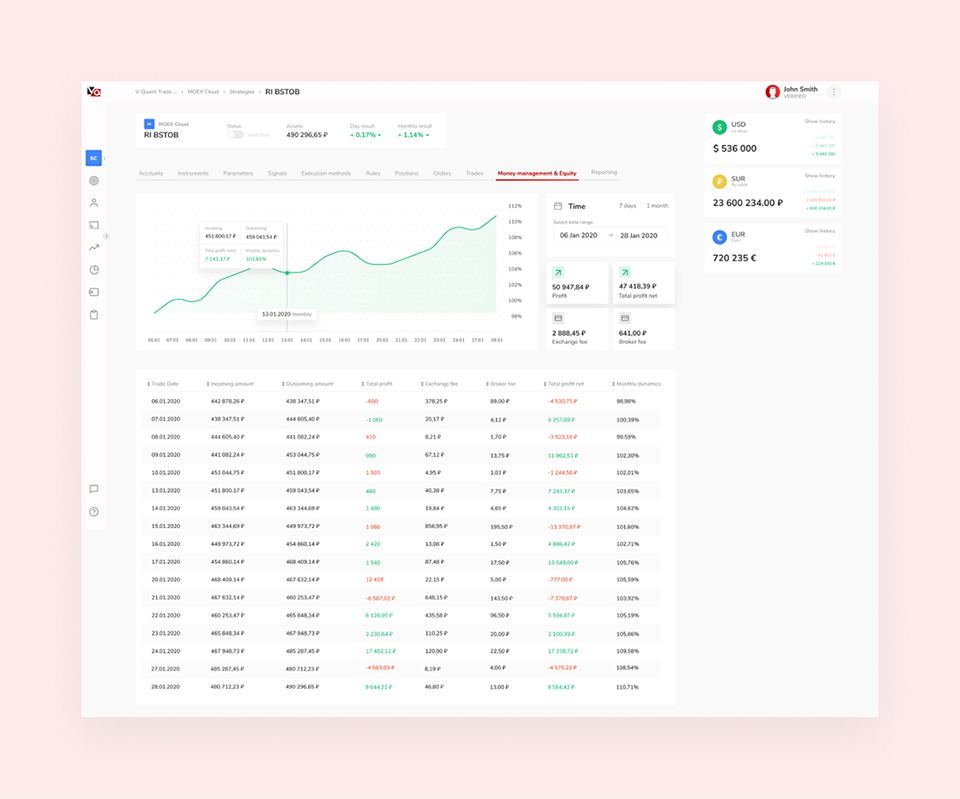 VQ
V-Quant Trade ... › MOEX Cloud › Strategies › RI BSTOB
John Smith
VERIFIED
SC MOEX Cloud
RI BSTOB
Status
Inactive
Assets
490 296,65 ₽
Day result
+ 0,17%
Monthly result
+ 1,14%
SC
Accounts Instruments Parameters Signals Execution methods Rules Positions Orders Trades Money management & Equity Reporting
Incoming Outcoming
451 800,17 ₽ 459 043,54 ₽
Total profit nett Monthly dynamics
7 243,37 ₽ 103,65%
13.01.2020 monday
112%
110%
108%
106%
104%
102%
100%
98%
06.01 07.01 08.01 09.01 10.01 11.01 12.01 13.01 14.01 15.01 16.01 17.01 20.01 21.01 22.01 23.01 24.01 27.01 28.01
Time 7 days 1 month
Select date range
06 Jan 2020 → 28 Jan 2020
50 947,84 ₽
Profit
47 418,39 ₽
Total profit net
2 888,45 ₽
Exchange fee
641,00 ₽
Broker fee
USD
Show history
$ 536 000
SUR
Show history
23 600 234.00 ₽
EUR
Euro
Show history
720 235 €
Trade Date Incoming amount Outcoming amount Total profit Exchange fee Broker fee Total profit net Monthly dynamics
06.01.2020 442 878,26 ₽ 438 347,51 ₽ -600 378,25 ₽ 89,00 ₽ -4 530,75 ₽ 98,98%
07.01.2020 438 347,51 ₽ 444 605,40 ₽ -1 060 20,17 ₽ 4,12 ₽ 6 257,89 ₽ 100,39%
08.01.2020 444 605,40 ₽ 441 082,24 ₽ 410 8,21 ₽ 1,70 ₽ -3 523,16 ₽ 99,59%
09.01.2020 441 082,24 ₽ 453 044,75 ₽ 990 67,12 ₽ 13,75 ₽ 11 962,51 ₽ 102,30%
10.01.2020 453 044,75 ₽ 451 800,17 ₽ 1 503 4,95 ₽ 1,03 ₽ -1 244,58 ₽ 102,01%
13.01.2020 451 800,17 ₽ 459 043,54 ₽ 480 40,38 ₽ 7,75 ₽ 7 243,37 ₽ 103,65%
14.01.2020 459 043,54 ₽ 463 344,69 ₽ 1 480 19,84 ₽ 4,65 ₽ 4 301,15 ₽ 104,62%
15.01.2020 463 344,69 ₽ 449 973,72 ₽ 1 060 856,95 ₽ 195,50 ₽ -13 370,97 ₽ 101,60%
16.01.2020 449 973,72 ₽ 454 860,14 ₽ 2 420 13,08 ₽ 1,50 ₽ 4 886,42 ₽ 102,71%
17.01.2020 454 860,14 ₽ 468 409,14 ₽ 1 540 87,48 ₽ 17,50 ₽ 13 549,00 ₽ 105,76%
20.01.2020 468 409,14 ₽ 467 632,14 ₽ 12 428 22,15 ₽ 5,00 ₽ -777,00 ₽ 105,59%
21.01.2020 467 632,14 ₽ 460 253,47 ₽ -6 587,02 ₽ 648,15 ₽ 143,50 ₽ -7 378,67 ₽ 103,92%
22.01.2020 460 253,47 ₽ 465 848,34 ₽ 6 126,95 ₽ 435,58 ₽ 96,50 ₽ 5 594,87 ₽ 105,19%
23.01.2020 465 848,34 ₽ 467 948,73 ₽ 2 230,64 ₽ 110,25 ₽ 20,00 ₽ 2 100,39 ₽ 105,66%
24.01.2020 467 948,73 ₽ 485 287,45 ₽ 17 482,12 ₽ 120,90 ₽ 22,50 ₽ 17 338,72 ₽ 109,58%
27.01.2020 485 287,45 ₽ 480 712,23 ₽ -4 563,03 ₽ 8,19 ₽ 4,00 ₽ -4 575,22 ₽ 108,54%
28.01.2020 480 712,23 ₽ 490 296,65 ₽ 9 644,22 ₽ 46,80 ₽ 13,00 ₽ 9 584,42 ₽ 110,71%